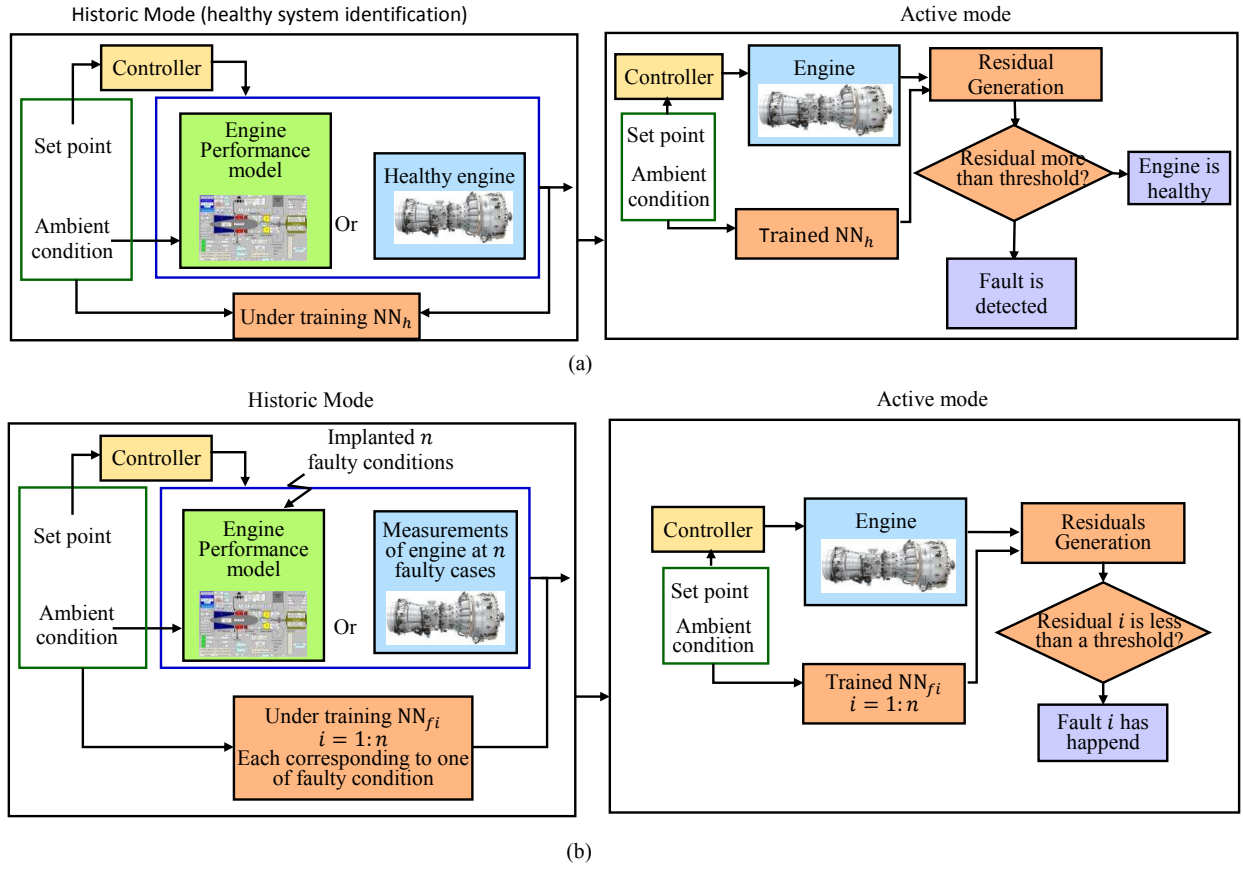 Historic Mode (healthy system identification)
Active mode
Controller
Set point
Ambient
condition
Engine
Performance
model
Or
Healthy engine
Under training NN_h
Controller
Engine
Set point
Ambient
condition
Trained NN_h
Residual
Generation
Residual more
than threshold?
Engine is
healthy
Fault is
detected
(a)
Historic Mode
Active mode
Controller
Implanted n
faulty conditions
Set point
Ambient
condition
Engine
Performance
model
Or
Measurements
of engine at n
faulty cases
Under training NN_fi
i = 1: n
Each corresponding to one
of faulty condition
Controller
Engine
Set point
Ambient
condition
Trained NN_fi
i = 1: n
Residuals
Generation
Residual i is less
than a threshold?
Fault i has
happend
(b)